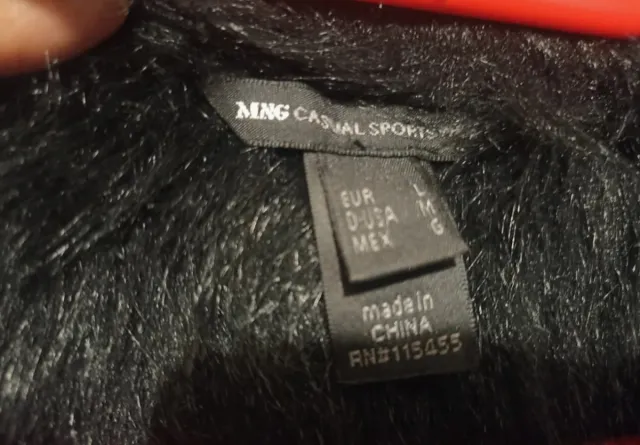 MNG CASUAL SPORTS
EUR L
D-USA M
MEX G
made in
CHINA
RN#115455